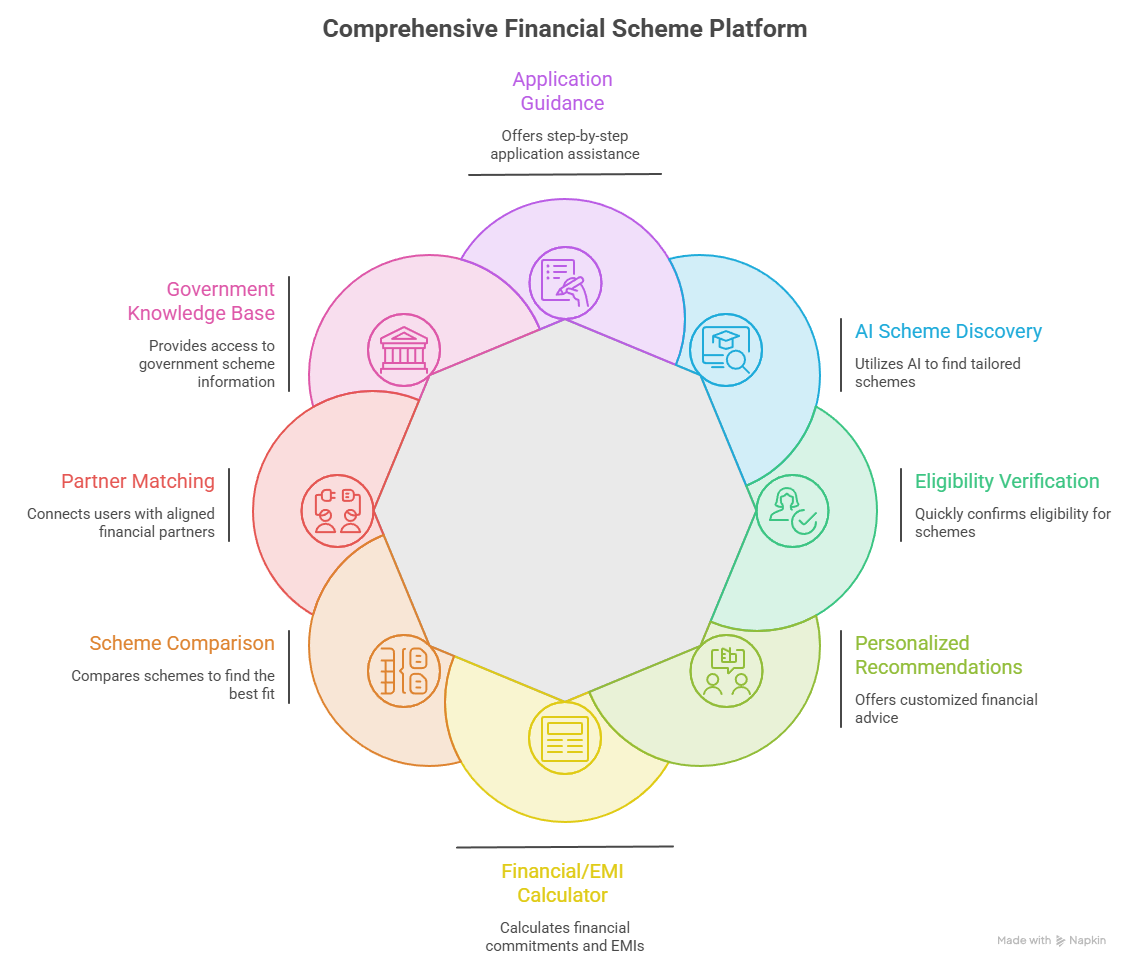 Comprehensive Financial Scheme Platform
Application
Guidance
Offers step-by-step
application assistance
Government
Knowledge Base
Provides access to
government scheme
information
AI Scheme Discovery
Utilizes AI to find tailored
schemes
Partner Matching
Connects users with aligned
financial partners
Eligibility Verification
Quickly confirms eligibility for
schemes
Scheme Comparison
Compares schemes to find the
best fit
Personalized
Recommendations
Offers customized financial
advice
Financial/EMI
Calculator
Calculates financial
commitments and EMIs
Made with Napkin